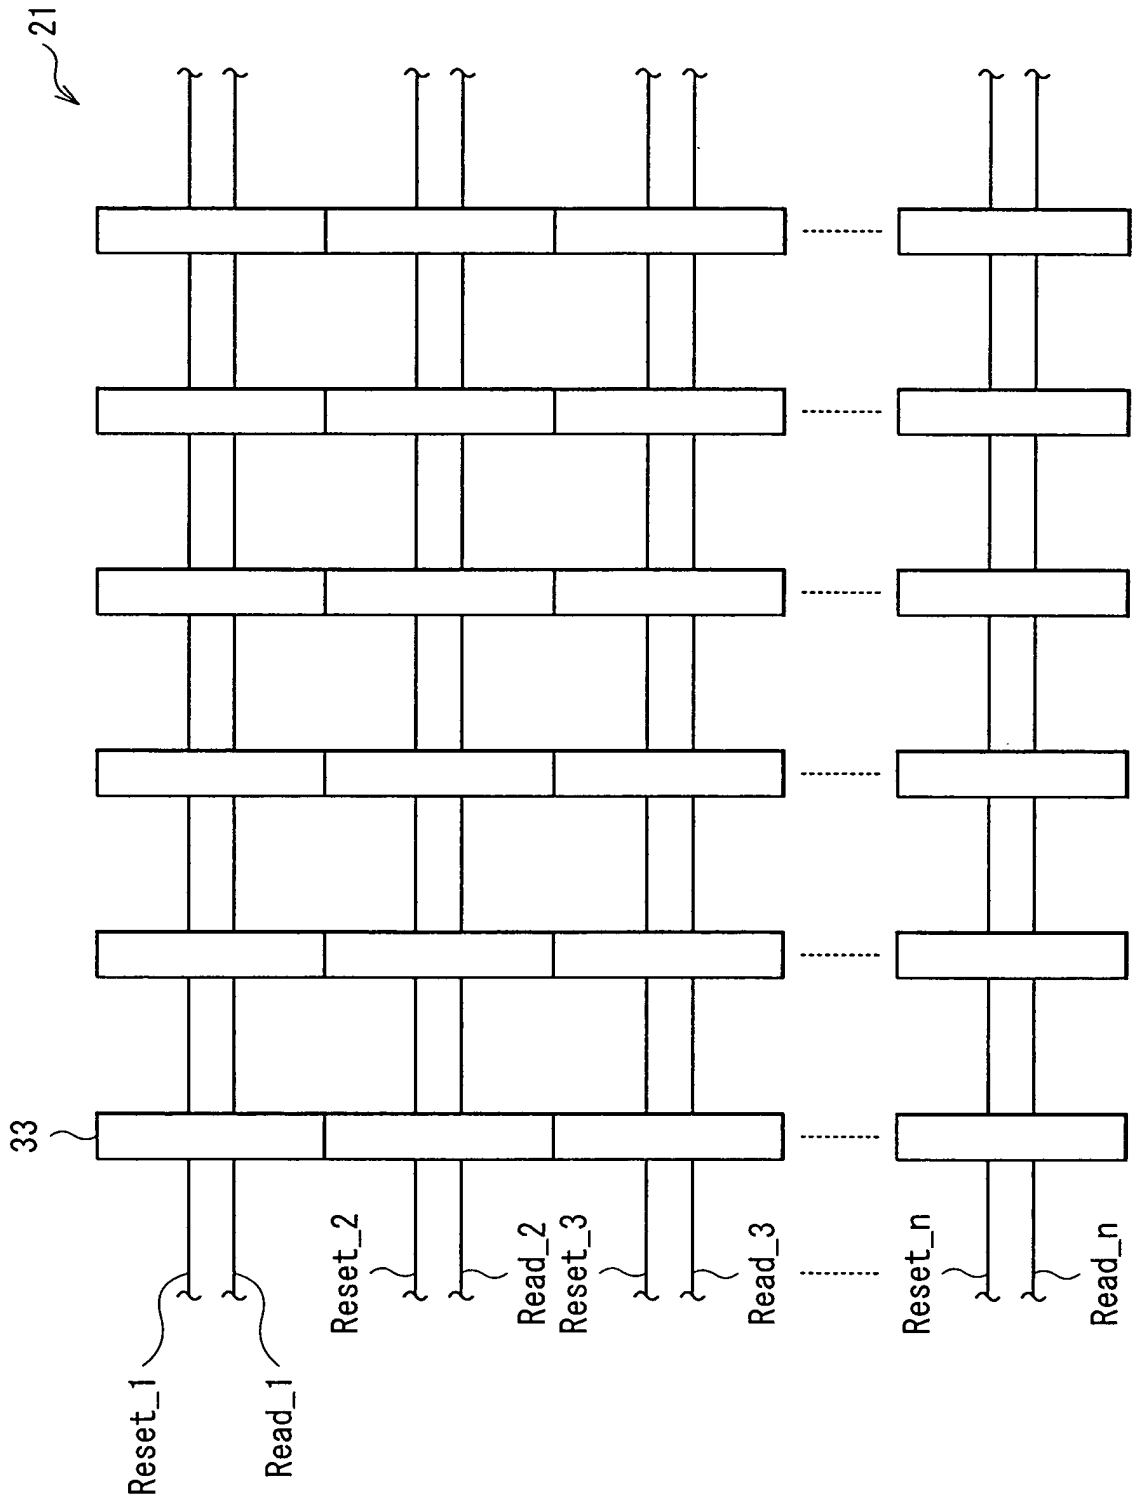 21
33
Reset_1
Read_1
Reset_2
Read_2
Reset_3
Read_3
Reset_n
Read_n